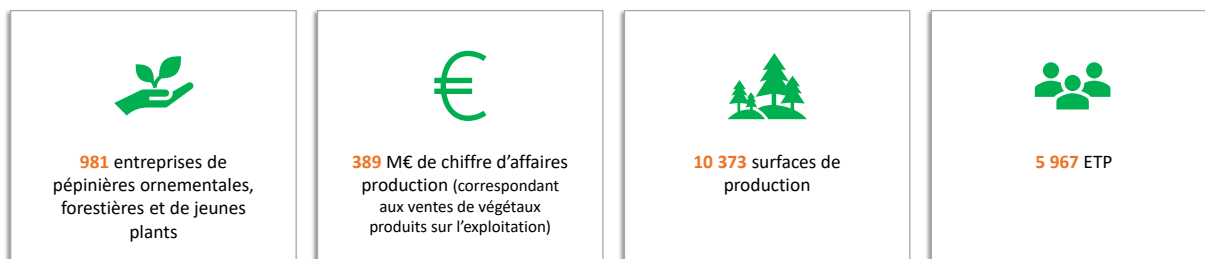 981 entreprises de
pépinières ornementales,
forestières et de jeunes
plants
389 M€ de chiffre d'affaires
production (correspondant
aux ventes de végétaux
produits sur l'exploitation)
10 373 surfaces de
production
5 967 ETP